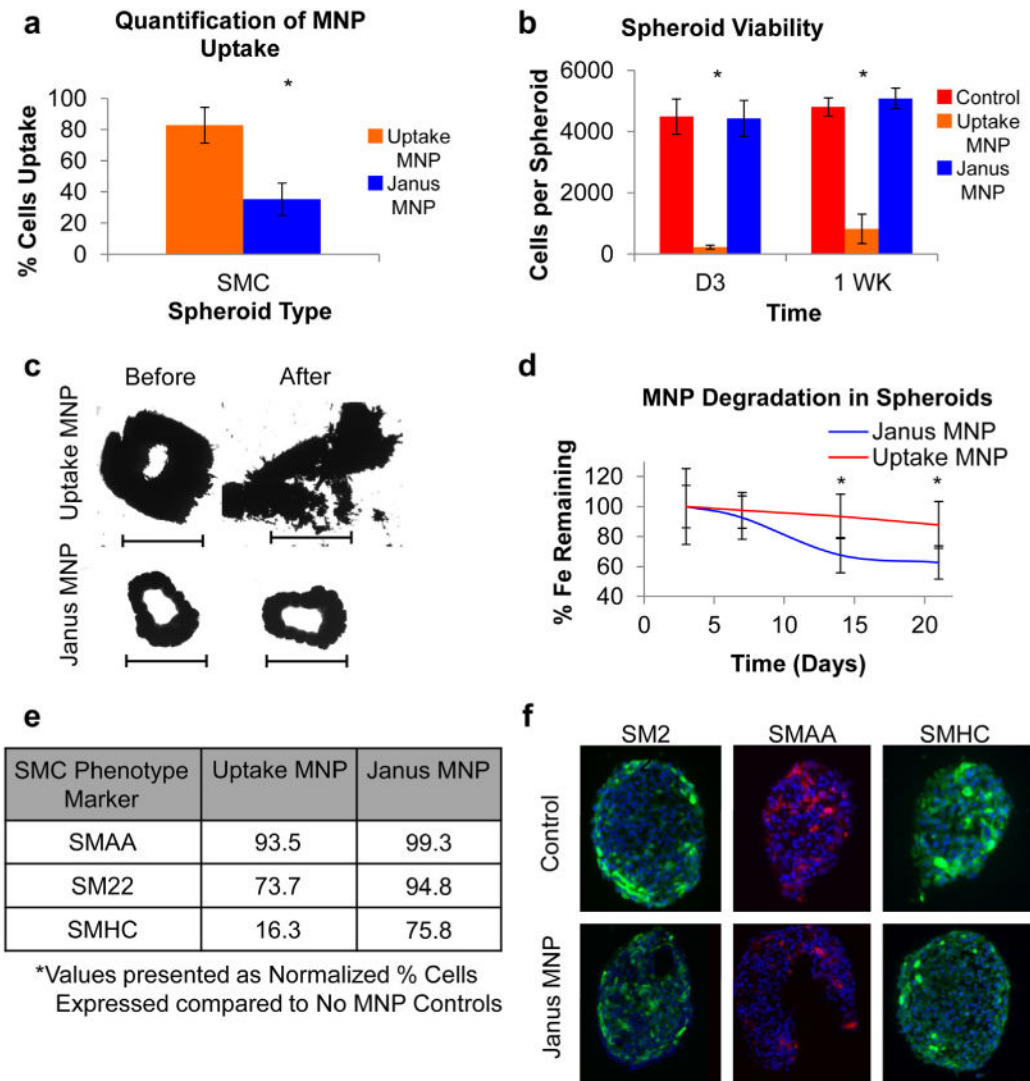 a
Quantification of MNP
Uptake
*
% Cells Uptake
100
80
60
40
20
0
Uptake
MNP
Janus
MNP
SMC
Spheroid Type
b
Spheroid Viability
Cells per Spheroid
6000
4000
2000
0
*
*
Control
Uptake
MNP
Janus
MNP
D3
1 WK
Time
c
Before
After
Uptake MNP
Janus MNP
d
MNP Degradation in Spheroids
Janus MNP
Uptake MNP
% Fe Remaining
120
100
80
60
40
*
*
0
5
10
15
20
Time (Days)
e
SMC Phenotype Marker Uptake MNP Janus MNP
SMAA 93.5 99.3
SM22 73.7 94.8
SMHC 16.3 75.8
*Values presented as Normalized % Cells
Expressed compared to No MNP Controls
f
SM2 SMAA SMHC
Control
Janus MNP